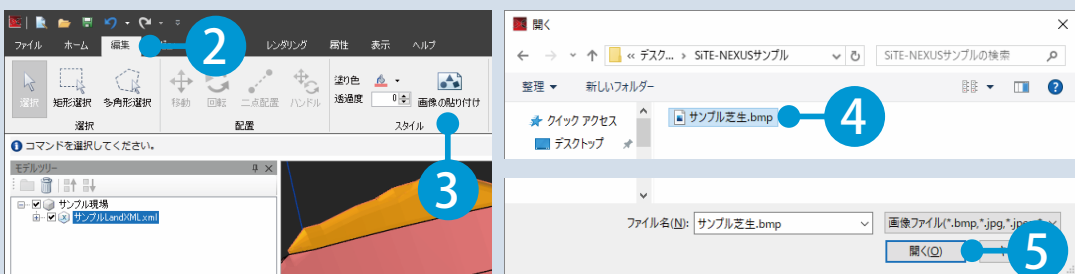 ファイル ホーム 編集 レンダリング 属性 表示 ヘルプ
2
選択 矩形選択 多角形選択 移動 回転 二点配置 ハンドル 塗り色 透過度 0 画像の貼り付け
選択 配置 スタイル
3
コマンドを選択してください。
モデルツリー
サンプル現場
サンプルLandXML.xml
開く
« デスク... › SiTE-NEXUSサンプル
SiTE-NEXUSサンプルの検索
整理 新しいフォルダー
クイック アクセス
デスクトップ
サンプル芝生.bmp
4
ファイル名(N): サンプル芝生.bmp
画像ファイル(*.bmp,*.jpg,*.jpe
開く(O)
5